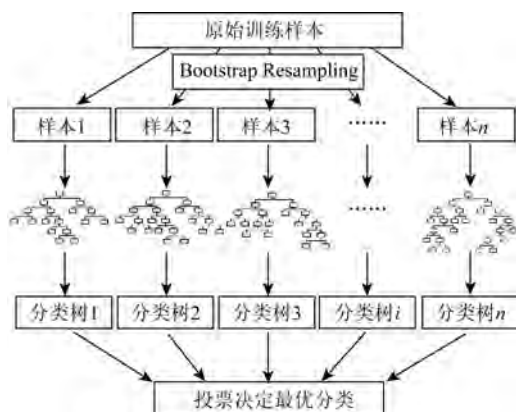 原始训练样本
Bootstrap Resampling
样本1 样本2 样本3 …… 样本n
……
分类树1 分类树2 分类树3 分类树i 分类树n
投票决定最优分类